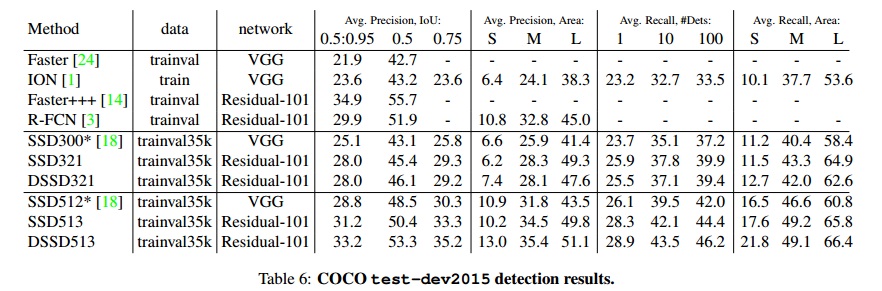 Method data network Avg. Precision, IoU: Avg. Precision, Area: Avg. Recall, #Dets: Avg. Recall, Area:
0.5:0.95 0.5 0.75 S M L 1 10 100 S M L
Faster [24] trainval VGG 21.9 42.7 - - - - - - - - - -
ION [1] train VGG 23.6 43.2 23.6 6.4 24.1 38.3 23.2 32.7 33.5 10.1 37.7 53.6
Faster+++ [14] trainval Residual-101 34.9 55.7 - - - - - - - - - -
R-FCN [3] trainval Residual-101 29.9 51.9 - 10.8 32.8 45.0 - - - - - -
SSD300* [18] trainval35k VGG 25.1 43.1 25.8 6.6 25.9 41.4 23.7 35.1 37.2 11.2 40.4 58.4
SSD321 trainval35k Residual-101 28.0 45.4 29.3 6.2 28.3 49.3 25.9 37.8 39.9 11.5 43.3 64.9
DSSD321 trainval35k Residual-101 28.0 46.1 29.2 7.4 28.1 47.6 25.5 37.1 39.4 12.7 42.0 62.6
SSD512* [18] trainval35k VGG 28.8 48.5 30.3 10.9 31.8 43.5 26.1 39.5 42.0 16.5 46.6 60.8
SSD513 trainval35k Residual-101 31.2 50.4 33.3 10.2 34.5 49.8 28.3 42.1 44.4 17.6 49.2 65.8
DSSD513 trainval35k Residual-101 33.2 53.3 35.2 13.0 35.4 51.1 28.9 43.5 46.2 21.8 49.1 66.4
Table 6: COCO test-dev2015 detection results.